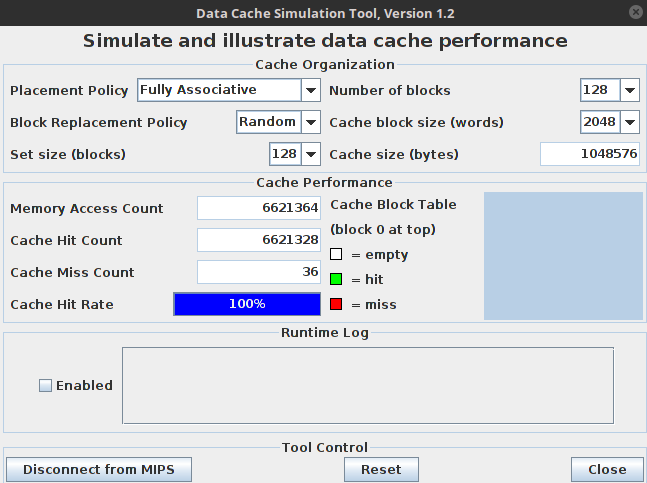 Data Cache Simulation Tool, Version 1.2
Simulate and illustrate data cache performance
Cache Organization
Placement Policy Fully Associative Number of blocks 128
Block Replacement Policy Random Cache block size (words) 2048
Set size (blocks) 128 Cache size (bytes) 1048576
Cache Performance
Memory Access Count 6621364 Cache Block Table
(block 0 at top)
Cache Hit Count 6621328
= empty
Cache Miss Count 36 = hit
Cache Hit Rate 100% = miss
Runtime Log
Enabled
Tool Control
Disconnect from MIPS Reset Close